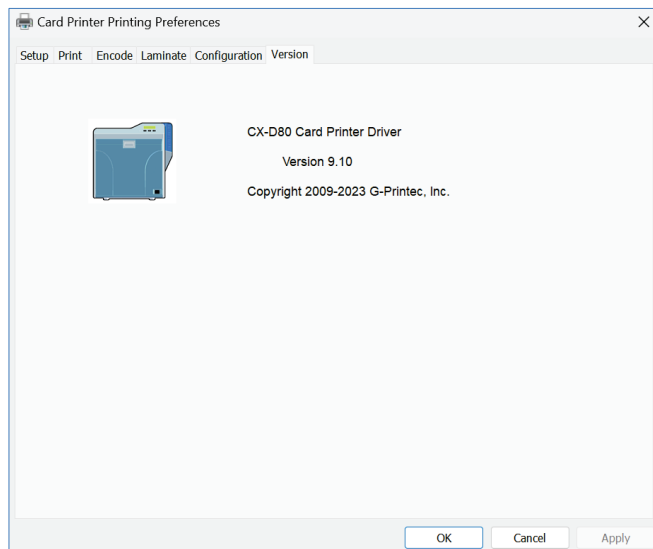 Card Printer Printing Preferences
Setup Print Encode Laminate Configuration Version
CX-D80 Card Printer Driver
Version 9.10
Copyright 2009-2023 G-Printec, Inc.
OK Cancel Apply